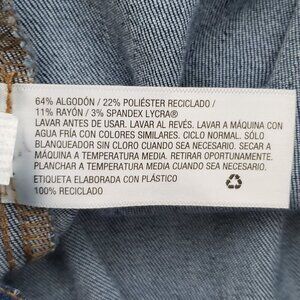 64% ALGODÓN / 22% POLIÉSTER RECICLADO /
11% RAYÓN / 3% SPANDEX LYCRA®
LAVAR ANTES DE USAR. LAVAR AL REVÉS. LAVAR A MÁQUINA CON
AGUA FRÍA CON COLORES SIMILARES. CICLO NORMAL. SÓLO
BLANQUEADOR SIN CLORO CUANDO SEA NECESARIO. SECAR A
MÁQUINA A TEMPERATURA MEDIA. RETIRAR OPORTUNAMENTE.
PLANCHAR A TEMPERATURA MEDIA CUANDO SEA NECESARIO.
ETIQUETA ELABORADA CON PLÁSTICO
100% RECICLADO